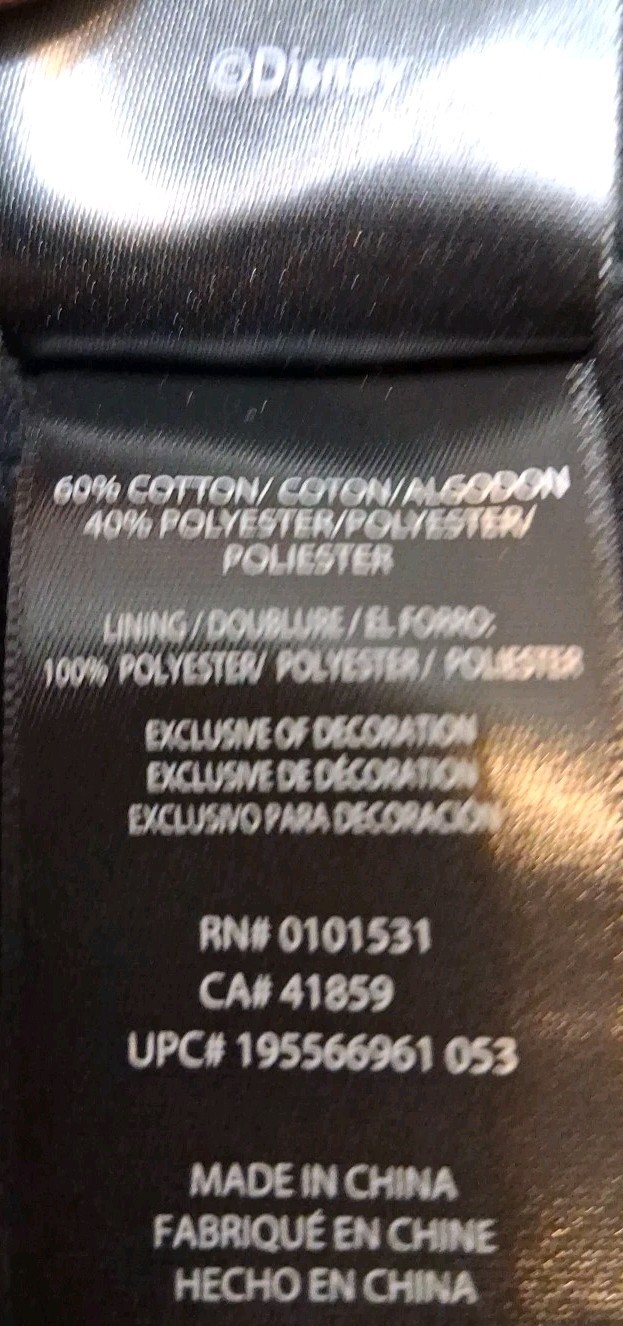 ©Disney
60% COTTON/ COTON/ALGODON
40% POLYESTER/POLYESTER/
POLIESTER
LINING / DOUBLURE / EL FORRO:
100% POLYESTER/ POLYESTER / POLIESTER
EXCLUSIVE OF DECORATION
EXCLUSIVE DE DÉCORATION
EXCLUSIVO PARA DECORACIÓN
RN# 0101531
CA# 41859
UPC# 195566961 053
MADE IN CHINA
FABRIQUÉ EN CHINE
HECHO EN CHINA